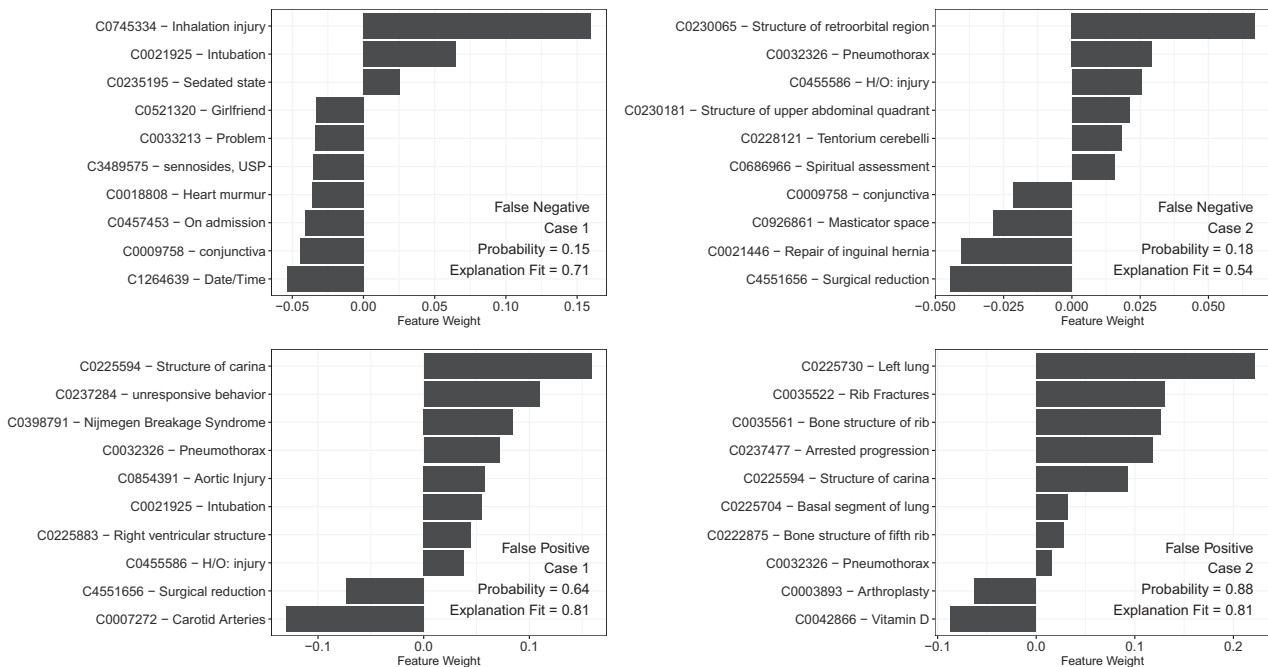 C0745334 − Inhalation injury
C0021925 − Intubation
C0235195 − Sedated state
C0521320 − Girlfriend
C0033213 − Problem
C3489575 − sennosides, USP
C0018808 − Heart murmur
C0457453 − On admission
C0009758 − conjunctiva
C1264639 − Date/Time
False Negative
Case 1
Probability = 0.15
Explanation Fit = 0.71
−0.05 0.00 0.05 0.10 0.15
Feature Weight
C0230065 − Structure of retroorbital region
C0032326 − Pneumothorax
C0455586 − H/O: injury
C0230181 − Structure of upper abdominal quadrant
C0228121 − Tentorium cerebelli
C0686966 − Spiritual assessment
C0009758 − conjunctiva
C0926861 − Masticator space
C0021446 − Repair of inguinal hernia
C4551656 − Surgical reduction
False Negative
Case 2
Probability = 0.18
Explanation Fit = 0.54
−0.050 −0.025 0.000 0.025 0.050
Feature Weight
C0225594 − Structure of carina
C0237284 − unresponsive behavior
C0398791 − Nijmegen Breakage Syndrome
C0032326 − Pneumothorax
C0854391 − Aortic Injury
C0021925 − Intubation
C0225883 − Right ventricular structure
C0455586 − H/O: injury
C4551656 − Surgical reduction
C0007272 − Carotid Arteries
False Positive
Case 1
Probability = 0.64
Explanation Fit = 0.81
−0.1 0.0 0.1
Feature Weight
C0225730 − Left lung
C0035522 − Rib Fractures
C0035561 − Bone structure of rib
C0237477 − Arrested progression
C0225594 − Structure of carina
C0225704 − Basal segment of lung
C0222875 − Bone structure of fifth rib
C0032326 − Pneumothorax
C0003893 − Arthroplasty
C0042866 − Vitamin D
False Positive
Case 2
Probability = 0.88
Explanation Fit = 0.81
−0.1 0.0 0.1 0.2
Feature Weight